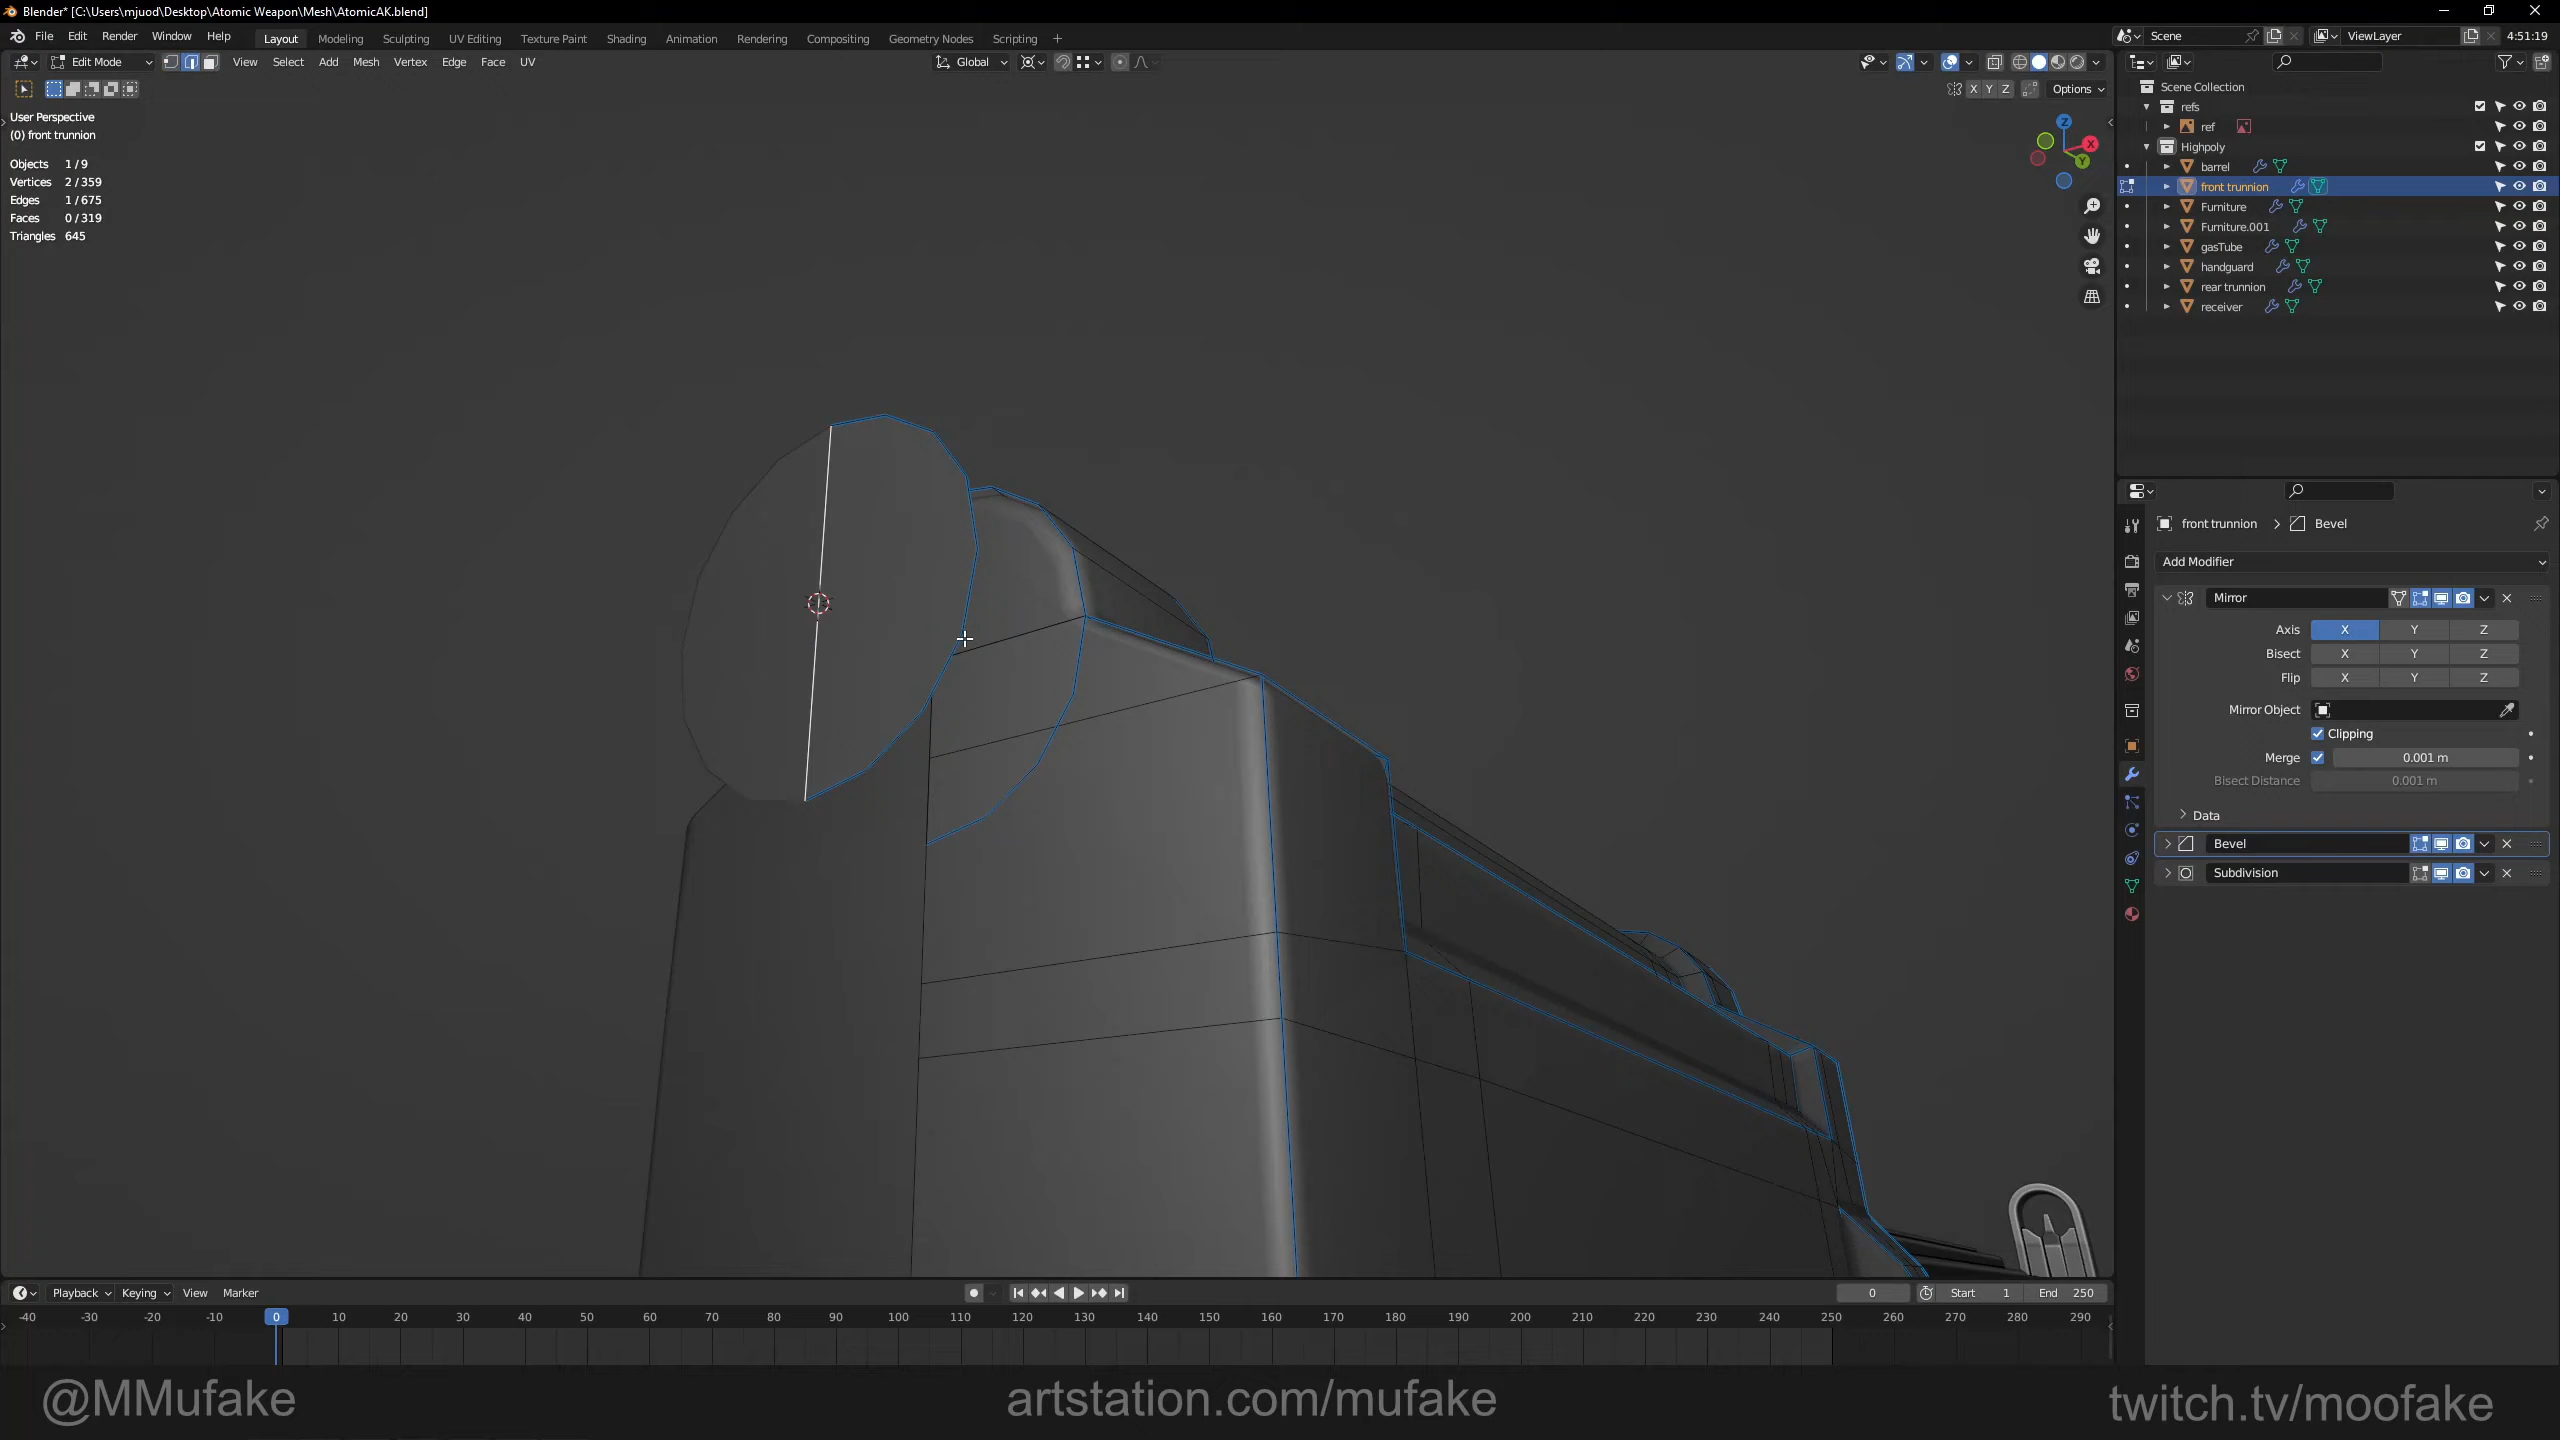 Blender* [C:\Users\mjuod\Desktop\Atomic Weapon\Mesh\AtomicAK.blend]
File Edit Render Window Help Layout Modeling Sculpting UV Editing Texture Paint Shading Animation Rendering Compositing Geometry Nodes Scripting + Scene ViewLayer 4:51:19
Edit Mode View Select Add Mesh Vertex Edge Face UV Global
X Y Z Options
User Perspective
(0) front trunnion
Objects 1/9
Vertices 2/359
Edges 1/675
Faces 0/319
Triangles 645
Z
X
Y
Scene Collection
refs
ref
Highpoly
barrel
front trunnion
Furniture
Furniture.001
gasTube
handguard
rear trunnion
receiver
front trunnion > Bevel
Add Modifier
Mirror
Axis X Y Z
Bisect X Y Z
Flip X Y Z
Mirror Object
Clipping
Merge 0.001 m
Bisect Distance 0.001 m
Data
Bevel
Subdivision
Playback Keying View Marker 0 Start 1 End 250
-40 -30 -20 -10 0 10 20 30 40 50 60 70 80 90 100 110 120 130 140 150 160 170 180 190 200 210 220 230 240 250 260 270 280 290
@MMufake artstation.com/mufake twitch.tv/moofake